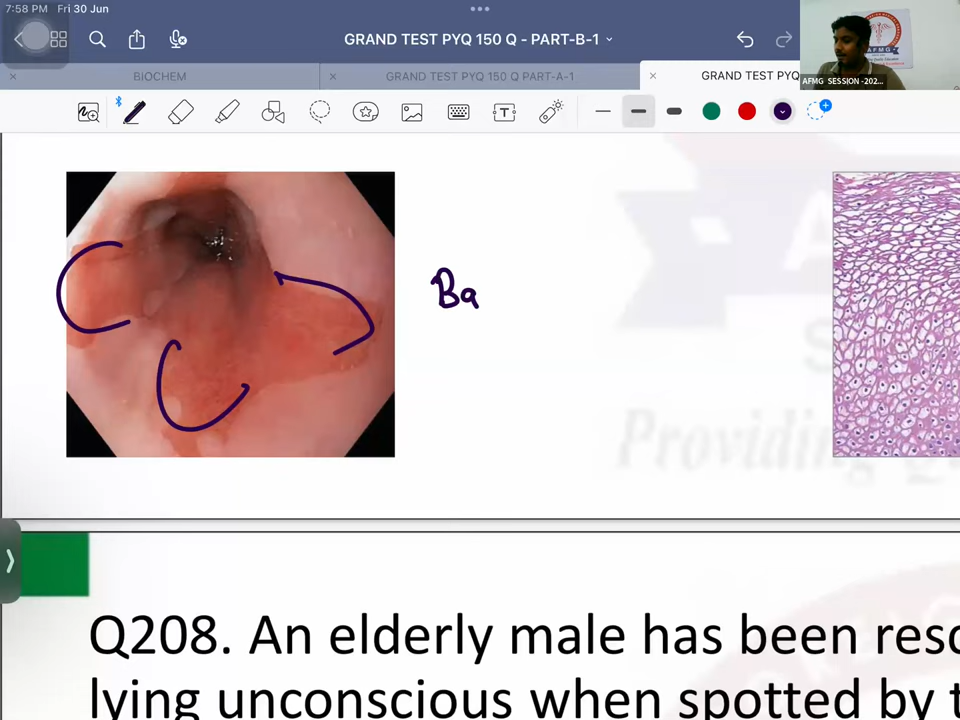 7:58 PM Fri 30 Jun
GRAND TEST PYQ 150 Q - PART-B-1
BIOCHEM
GRAND TEST PYQ 150 Q PART-A-1
GRAND TEST PYQ
AFMG SESSION -202...
Ba
Providing
Q208. An elderly male has been resc
lying unconscious when spotted by t